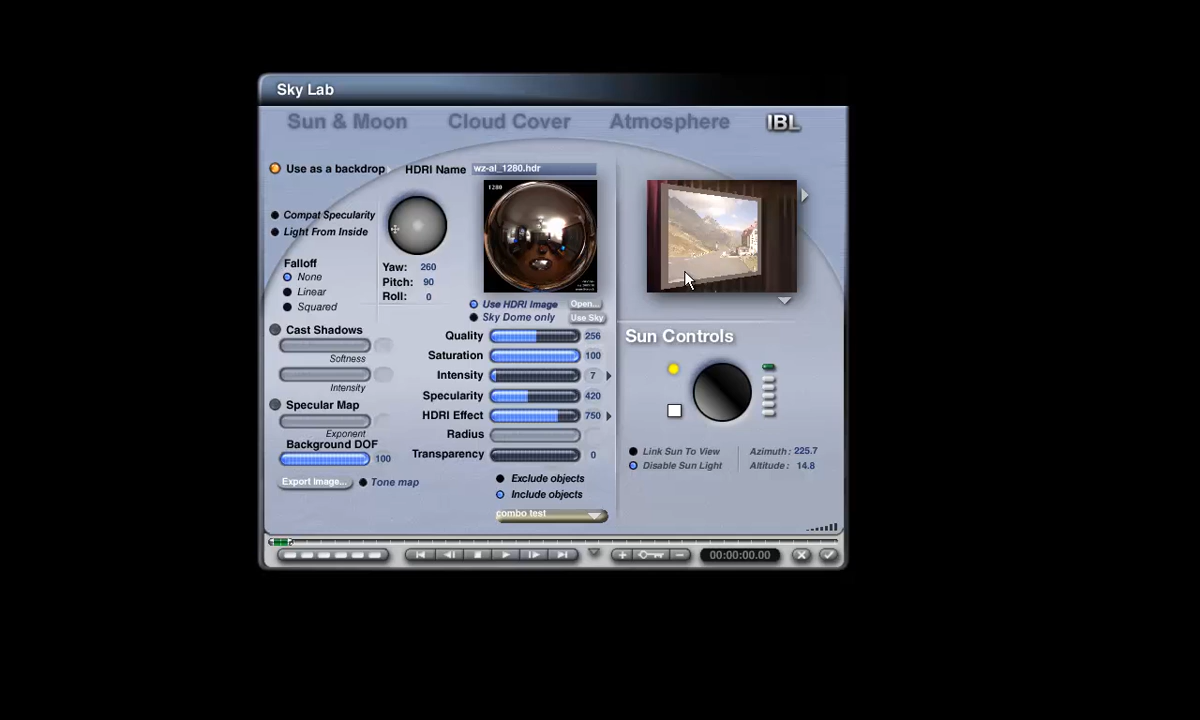 Sky Lab
Sun & Moon Cloud Cover Atmosphere IBL
Use as a backdrop HDRI Name wz-al_1280.hdr
1280
Compat Specularity
Light From Inside
Falloff
None
Linear
Squared
Yaw: 260
Pitch: 90
Roll: 0
Use HDRI Image Open...
Sky Dome only Use Sky
Cast Shadows
Softness
Intensity
Specular Map
Exponent
Background DOF
100
Export Image... Tone map
Quality 256
Saturation 100
Intensity 7
Specularity 420
HDRI Effect 750
Radius
Transparency 0
Exclude objects
Include objects
combo test
Sun Controls
Link Sun To View
Disable Sun Light
Azimuth: 225.7
Altitude: 14.8
00:00:00.00